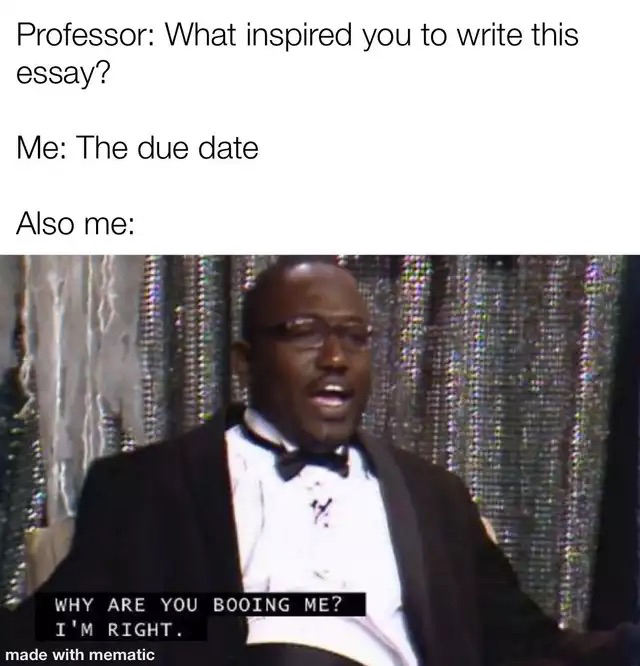 Professor: What inspired you to write this
essay?
Me: The due date
Also me:
WHY ARE YOU BOOING ME?
I'M RIGHT.
made with mematic